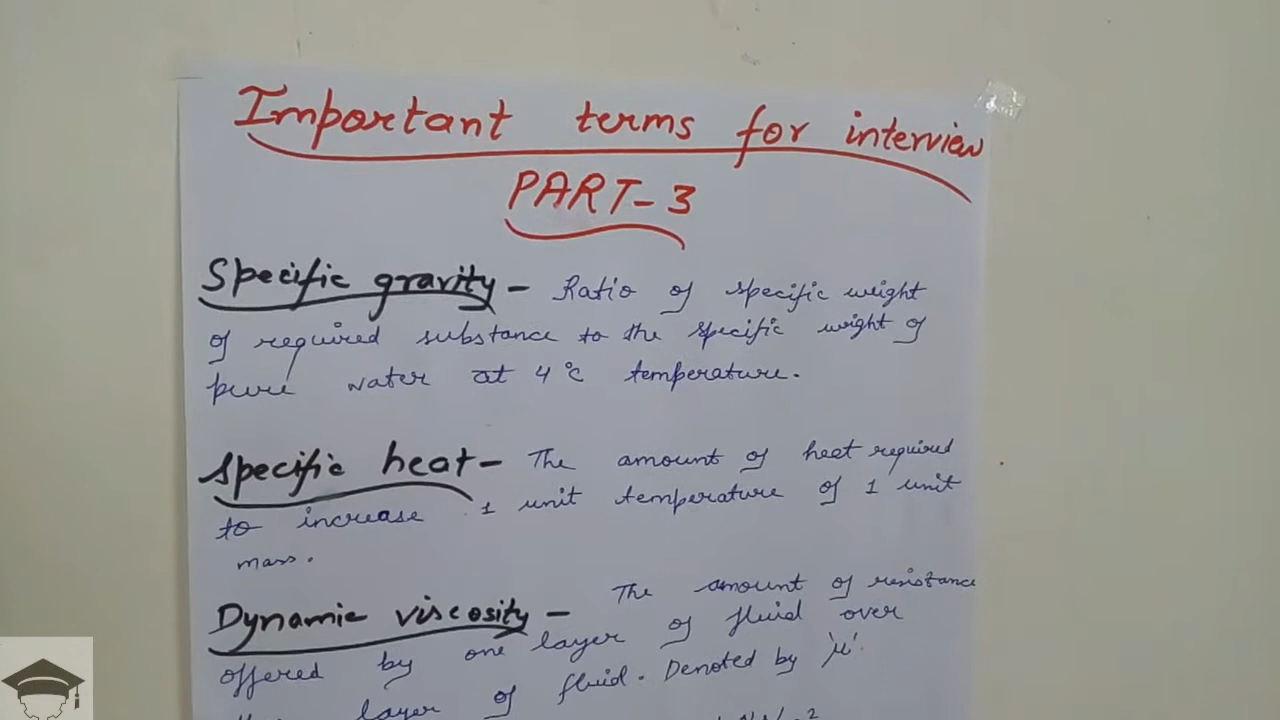 Important terms for interview
PART-3
Specific gravity - Ratio of specific weight
of required substance to the specific weight of
pure water at 4°C temperature.
Specific heat - The amount of heat required
to increase 1 unit temperature of 1 unit
mass.
Dynamic viscosity - The amount of resistance
offered by one layer of fluid over
layer of fluid. Denoted by 'μ'.